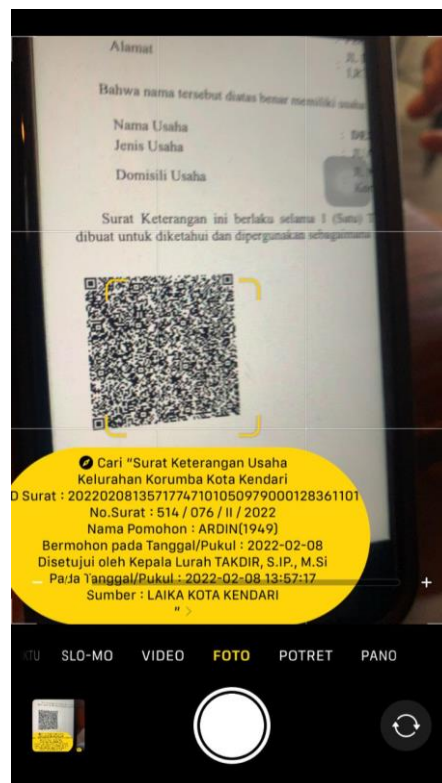 Alamat
Bahwa nama tersebut diatas benar memiliki usaha
Nama Usaha
Jenis Usaha
Domisili Usaha
Surat Keterangan ini berlaku selama 1 (Satu) T
dibuat untuk diketahui dan dipergunakan sebagaimana
Cari "Surat Keterangan Usaha
Kelurahan Korumba Kota Kendari
D Surat : 20220208135717747101050979000128361101
No.Surat : 514 / 076 / II / 2022
Nama Pomohon : ARDIN(1949)
Bermohon pada Tanggal/Pukul : 2022-02-08
Disetujui oleh Kepala Lurah TAKDIR, S.IP., M.Si
Pada Tanggal/Pukul : 2022-02-08 13:57:17
Sumber : LAIKA KOTA KENDARI
" >
SLO-MO VIDEO FOTO POTRET PANO